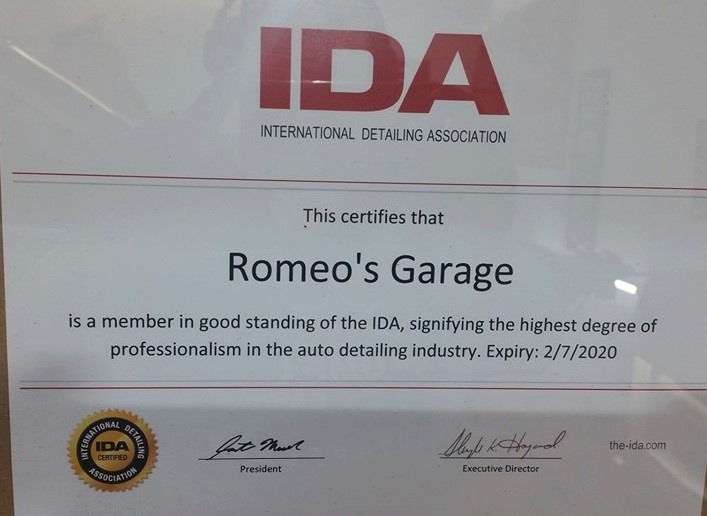 IDA
INTERNATIONAL DETAILING ASSOCIATION
This certifies that
Romeo's Garage
is a member in good standing of the IDA, signifying the highest degree of
professionalism in the auto detailing industry. Expiry: 2/7/2020
INTERNATIONAL DETAILING
IDA
CERTIFIED
ASSOCIATION
President
Executive Director
the-ida.com